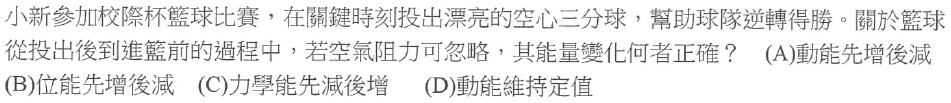 小新參加校際杯籃球比賽，在關鍵時刻投出漂亮的空心三分球，幫助球隊逆轉得勝。關於籃球
從投出後到進籃前的過程中，若空氣阻力可忽略，其能量變化何者正確？ (A)動能先增後減
(B)位能先增後減 (C)力學能先減後增 (D)動能維持定值